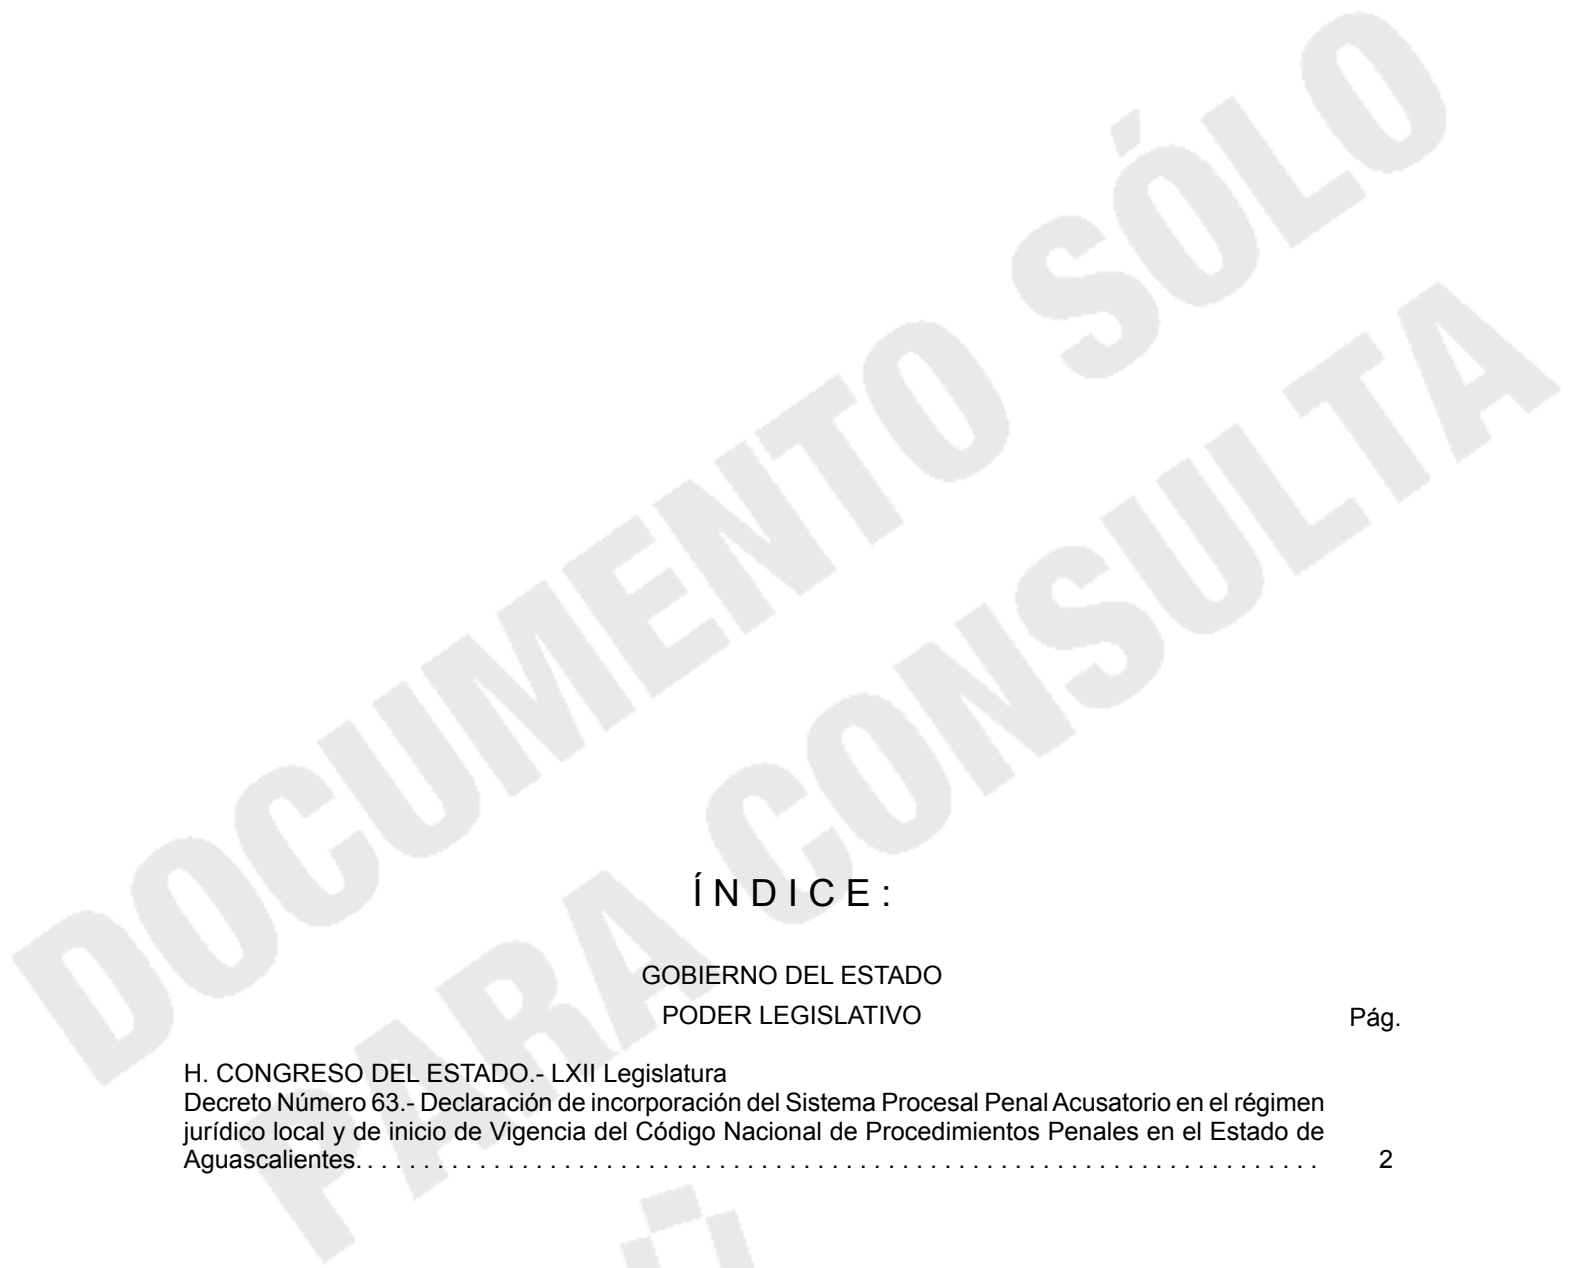 DOCUMENTO SÓLO
PARA CONSULTA
Í N D I C E :
GOBIERNO DEL ESTADO
PODER LEGISLATIVO
Pág.
H. CONGRESO DEL ESTADO.- LXII Legislatura
Decreto Número 63.- Declaración de incorporación del Sistema Procesal Penal Acusatorio en el régimen
jurídico local y de inicio de Vigencia del Código Nacional de Procedimientos Penales en el Estado de
Aguascalientes. . . . . . . . . . . . . . . . . . . . . . . . . . . . . . . . . . . . . . . . . . . . . . . . . . . . . . . . . . . . . . . . . . . . . 2